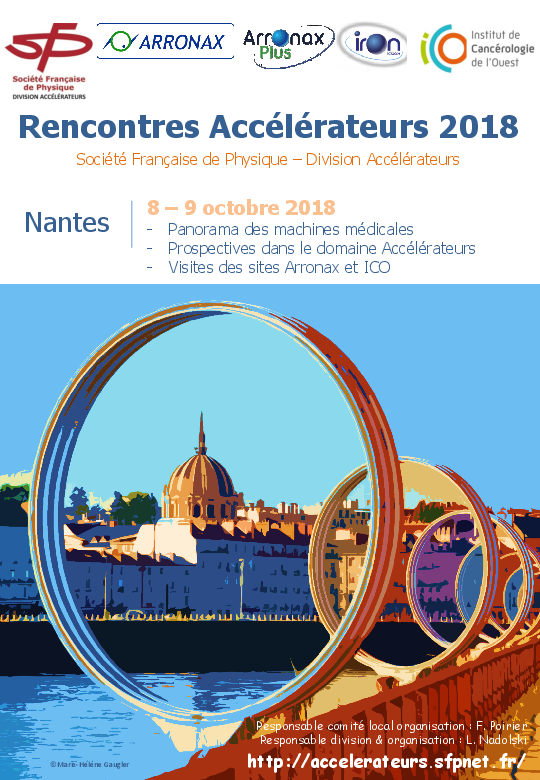 sfp
Société Française
de Physique
DIVISION ACCÉLÉRATEURS
ARRONAX
Arronax
Plus
iron
Institut de
Cancérologie
de l'Ouest
Rencontres Accélérateurs 2018
Société Française de Physique – Division Accélérateurs
Nantes
8 – 9 octobre 2018
- Panorama des machines médicales
- Prospectives dans le domaine Accélérateurs
- Visites des sites Arronax et ICO
Responsable comité local organisation : F. Poirier
Responsable division & organisation : L. Nadolski
© Marie-Hélène Gaugler
http://accelerateurs.sfpnet.fr/